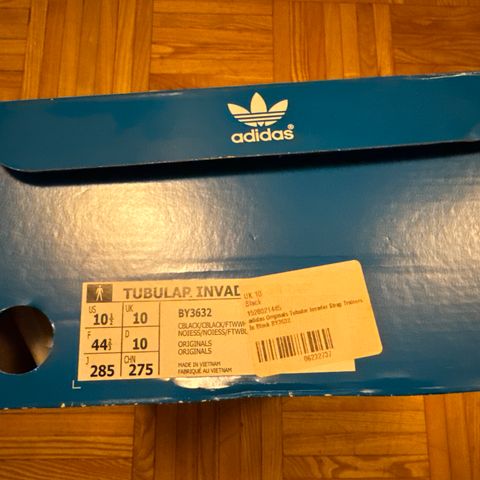 adidas®
TUBULAR INVAD
US
10½
UK
10
BY3632
F
44⅔
D
10
CBLACK/CBLACK/FTWWH
NOIESS/NOIESS/FTWBL
ORIGINALS
ORIGINALS
J
285
CHN
275
MADE IN VIETNAM
FABRIQUÉ AU VIETNAM
UK 10
Black
1528021445
adidas Originals Tubular Invader Strap Trainers
In Black BY3632
06232737